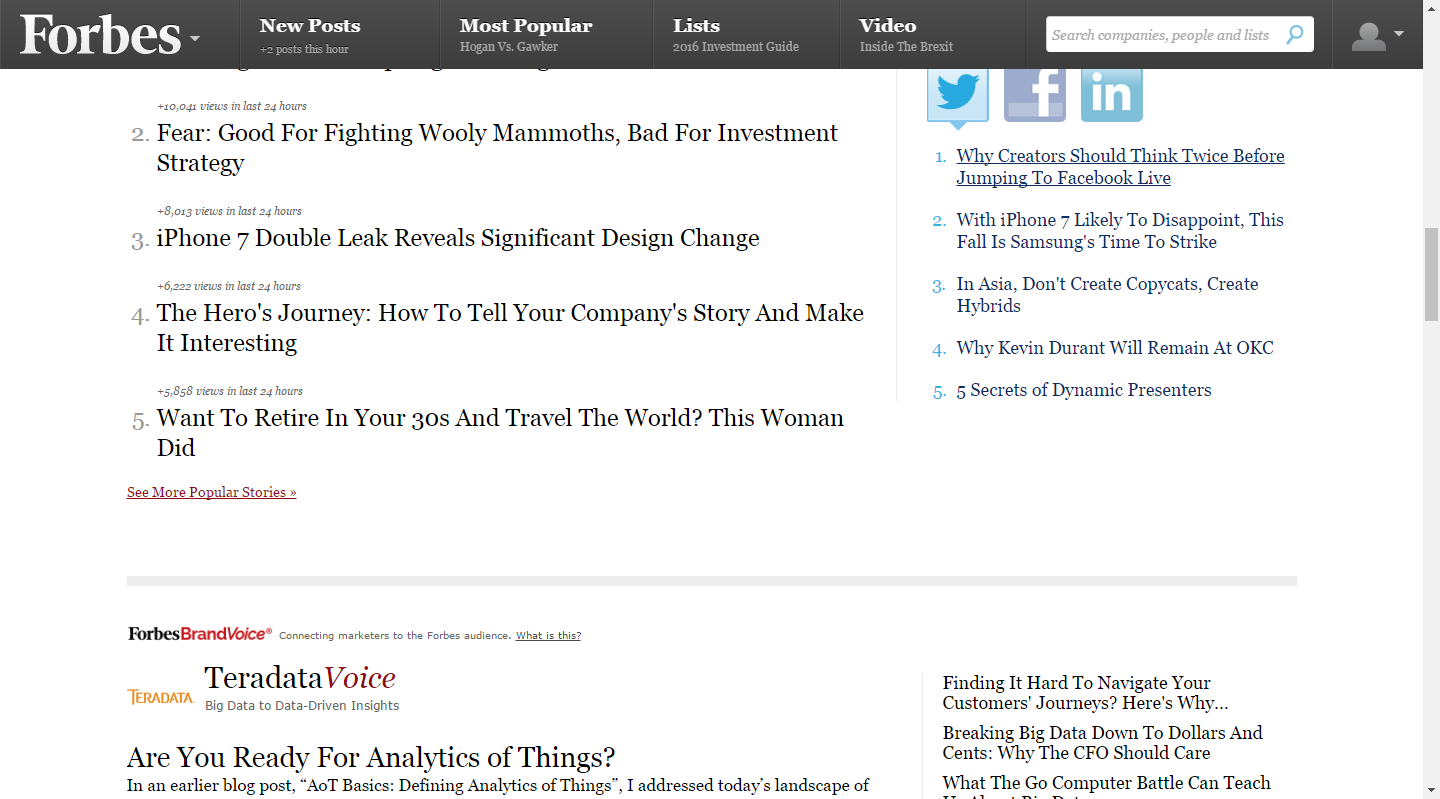 Forbes
New Posts
+2 posts this hour
Most Popular
Hogan Vs. Gawker
Lists
2016 Investment Guide
Video
Inside The Brexit
Search companies, people and lists
+10,041 views in last 24 hours
2. Fear: Good For Fighting Wooly Mammoths, Bad For Investment
Strategy
+8,013 views in last 24 hours
3. iPhone 7 Double Leak Reveals Significant Design Change
+6,222 views in last 24 hours
4. The Hero's Journey: How To Tell Your Company's Story And Make
It Interesting
+5,858 views in last 24 hours
5. Want To Retire In Your 30s And Travel The World? This Woman
Did
See More Popular Stories »
f
in
1. Why Creators Should Think Twice Before
Jumping To Facebook Live
2. With iPhone 7 Likely To Disappoint, This
Fall Is Samsung's Time To Strike
3. In Asia, Don't Create Copycats, Create
Hybrids
4. Why Kevin Durant Will Remain At OKC
5. 5 Secrets of Dynamic Presenters
ForbesBrandVoice® Connecting marketers to the Forbes audience. What is this?
TERADATA.
TeradataVoice
Big Data to Data-Driven Insights
Are You Ready For Analytics of Things?
In an earlier blog post, “AoT Basics: Defining Analytics of Things”, I addressed today’s landscape of
Finding It Hard To Navigate Your
Customers' Journeys? Here's Why...
Breaking Big Data Down To Dollars And
Cents: Why The CFO Should Care
What The Go Computer Battle Can Teach